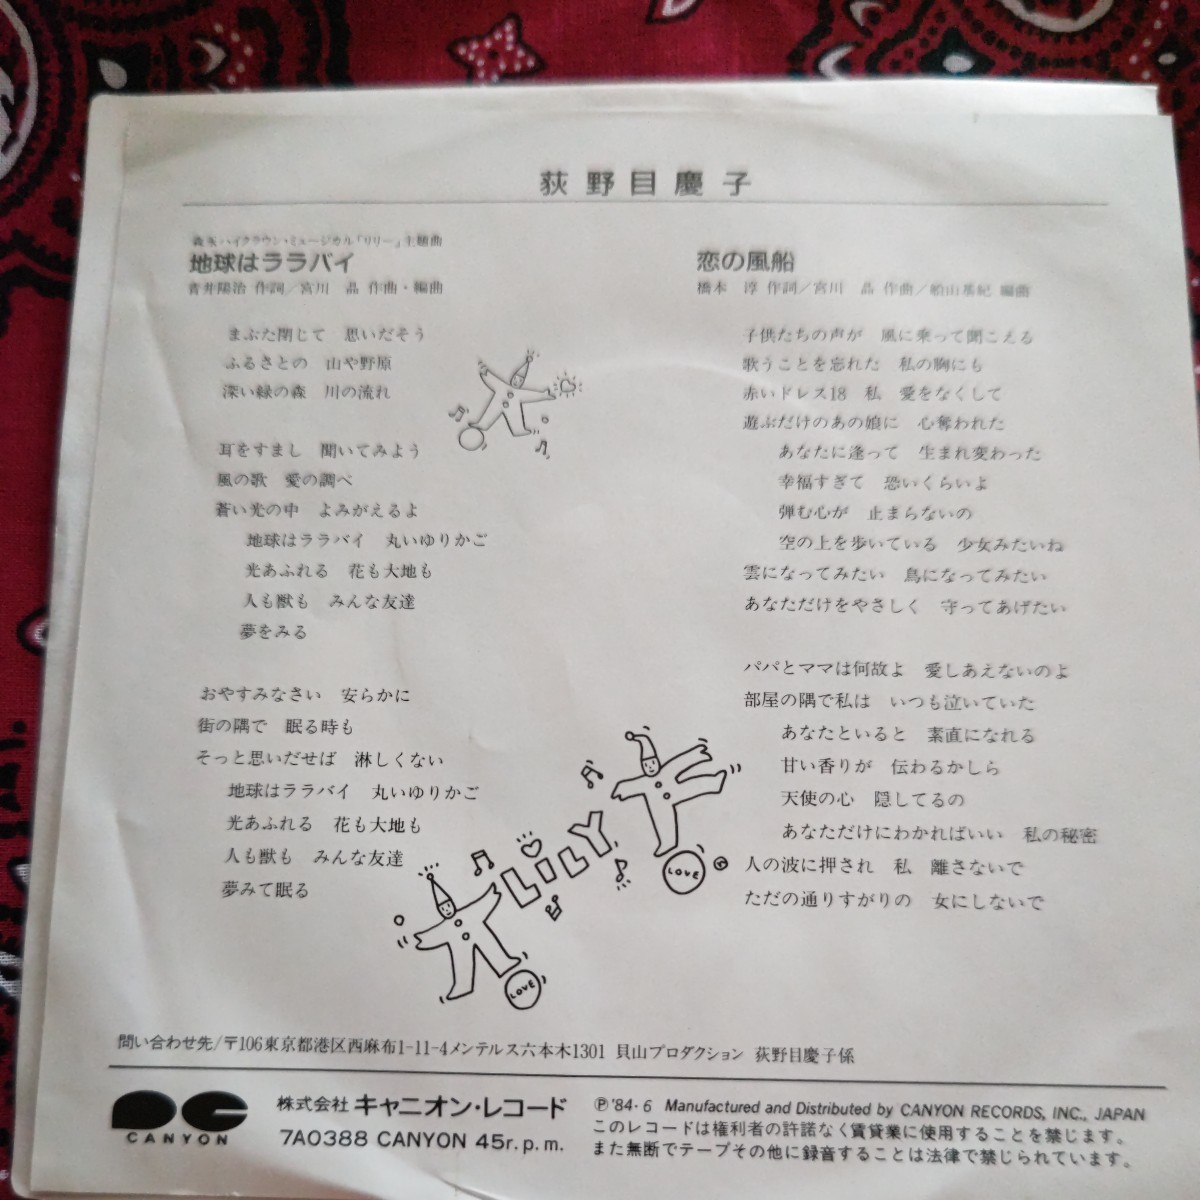 荻野目慶子
森永ハイクラウン・ミュージカル「リリー」主題曲
地球はララバイ
青井陽治 作詞／宮川 晶 作曲・編曲
まぶた閉じて 思いだそう
ふるさとの 山や野原
深い緑の森 川の流れ
耳をすまし 聞いてみよう
風の歌 愛の調べ
蒼い光の中 よみがえるよ
地球はララバイ 丸いゆりかご
光あふれる 花も大地も
人も獣も みんな友達
夢をみる
おやすみなさい 安らかに
街の隅で 眠る時も
そっと思いだせば 淋しくない
地球はララバイ 丸いゆりかご
光あふれる 花も大地も
人も獣も みんな友達
夢みて眠る
恋の風船
橋本 淳 作詞／宮川 晶 作曲／船山基紀 編曲
子供たちの声が 風に乗って聞こえる
歌うことを忘れた 私の胸にも
赤いドレス18 私 愛をなくして
遊ぶだけのあの娘に 心奪われた
あなたに逢って 生まれ変わった
幸福すぎて 恐いくらいよ
弾む心が 止まらないの
空の上を歩いている 少女みたいね
雲になってみたい 鳥になってみたい
あなただけをやさしく 守ってあげたい
パパとママは何故よ 愛しあえないのよ
部屋の隅で私は いつも泣いていた
あなたといると 素直になれる
甘い香りが 伝わるかしら
天使の心 隠してるの
あなただけにわかればいい 私の秘密
人の波に押され 私 離さないで
ただの通りすがりの 女にしないで
LILY
LOVE
©
LOVE
問い合わせ先/〒106東京都港区西麻布1-11-4メンテルス六本木1301 貝山プロダクション 荻野目慶子係
CANYON
株式会社 キャニオン・レコード
7A0388 CANYON 45r.p.m.
Ⓟ'84・6 Manufactured and Distributed by CANYON RECORDS, INC., JAPAN
このレコードは権利者の許諾なく賃貸業に使用することを禁じます。
また無断でテープその他に録音することは法律で禁じられています。